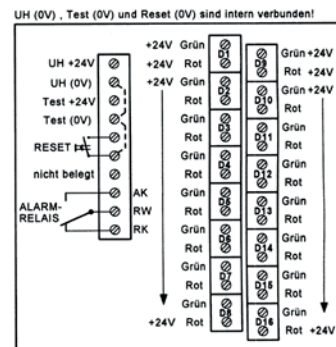 UH (0V) , Test (0V) und Reset (0V) sind intern verbunden!
UH +24V
UH (0V)
Test +24V
Test (0V)
RESET
nicht belegt
ALARM-
RELAIS
AK
RW
RK
+24V Grün D1
+24V Rot
+24V Grün D2
Rot
Grün D3
Rot
Grün D4
Rot
Grün D5
Rot
Grün D6
Rot
Grün D7
Rot
Grün D8
+24V Rot
D9 Grün +24V
Rot +24V
D10 Grün +24V
Rot
D11 Grün
Rot
D12 Grün
Rot
D13 Grün
Rot
D14 Grün
Rot
D15 Grün
Rot
D16 Grün
Rot +24V